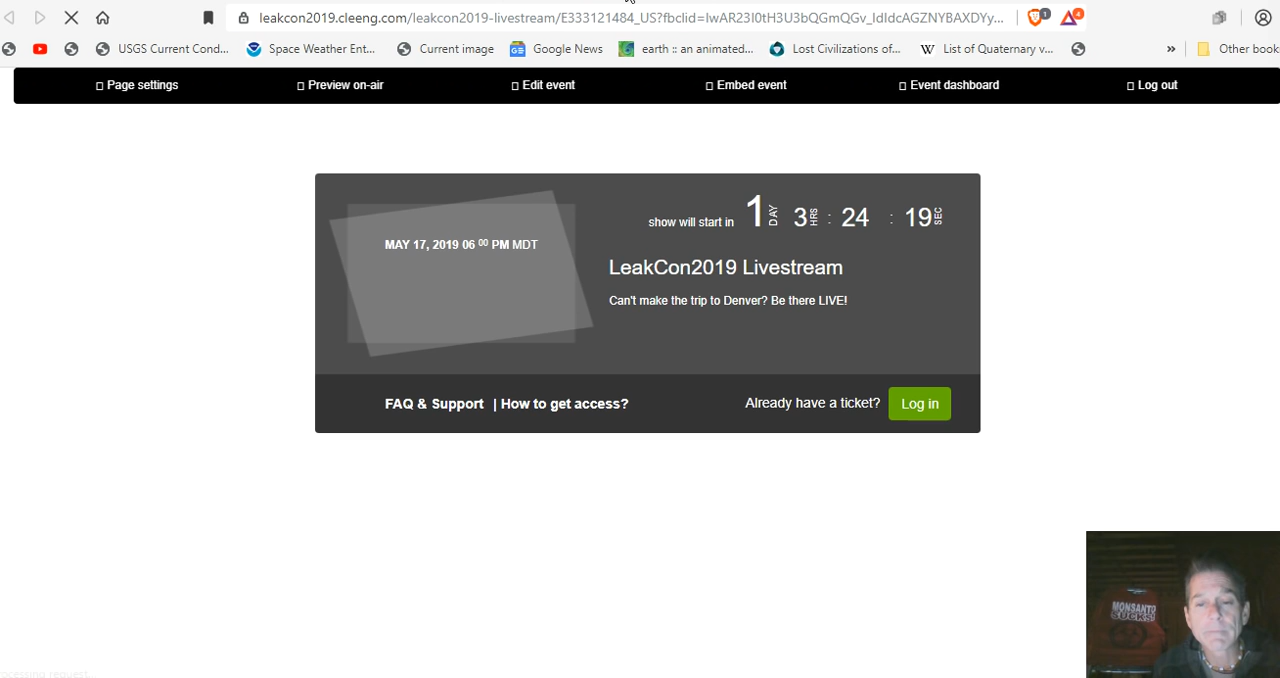 leakcon2019.cleeng.com/leakcon2019-livestream/E333121484_US?fbclid=IwAR23I0tH3U3bQGmQGv_IdIdcAGZNYBAXDYy...
1
4
USGS Current Cond...
Space Weather Ent...
Current image
Google News
earth :: an animated...
Lost Civilizations of...
W List of Quaternary v...
»
Other book
Page settings
Preview on-air
Edit event
Embed event
Event dashboard
Log out
show will start in 1 DAY 3 HRS : 24 : 19 SEC
MAY 17, 2019 06 00 PM MDT
LeakCon2019 Livestream
Can't make the trip to Denver? Be there LIVE!
FAQ & Support | How to get access?
Already have a ticket? Log in
MONSANTO
SUCKS!
rocessing request...